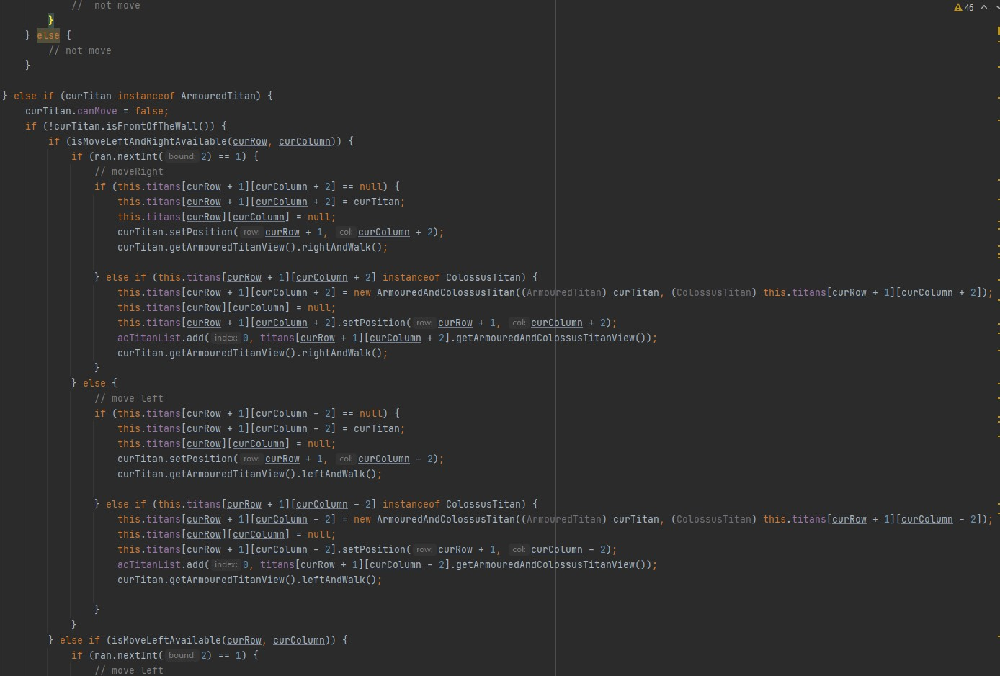 //  not move
46
}
} else {
// not move
}
} else if (curTitan instanceof ArmouredTitan) {
curTitan.canMove = false;
if (!curTitan.isFrontOfTheWall()) {
if (isMoveLeftAndRightAvailable(curRow, curColumn)) {
if (ran.nextInt( bound: 2) == 1) {
// moveRight
if (this.titans[curRow + 1][curColumn + 2] == null) {
this.titans[curRow + 1][curColumn + 2] = curTitan;
this.titans[curRow][curColumn] = null;
curTitan.setPosition( row: curRow + 1, col: curColumn + 2);
curTitan.getArmouredTitanView().rightAndWalk();
} else if (this.titans[curRow + 1][curColumn + 2] instanceof ColossusTitan) {
this.titans[curRow + 1][curColumn + 2] = new ArmouredAndColossusTitan((ArmouredTitan) curTitan, (ColossusTitan) this.titans[curRow + 1][curColumn + 2]);
this.titans[curRow][curColumn] = null;
this.titans[curRow + 1][curColumn + 2].setPosition( row: curRow + 1, col: curColumn + 2);
acTitanList.add( index: 0, titans[curRow + 1][curColumn + 2].getArmouredAndColossusTitanView());
curTitan.getArmouredTitanView().rightAndWalk();
}
} else {
// move left
if (this.titans[curRow + 1][curColumn - 2] == null) {
this.titans[curRow + 1][curColumn - 2] = curTitan;
this.titans[curRow][curColumn] = null;
curTitan.setPosition( row: curRow + 1, col: curColumn - 2);
curTitan.getArmouredTitanView().leftAndWalk();
} else if (this.titans[curRow + 1][curColumn - 2] instanceof ColossusTitan) {
this.titans[curRow + 1][curColumn - 2] = new ArmouredAndColossusTitan((ArmouredTitan) curTitan, (ColossusTitan) this.titans[curRow + 1][curColumn - 2]);
this.titans[curRow][curColumn] = null;
this.titans[curRow + 1][curColumn - 2].setPosition( row: curRow + 1, col: curColumn - 2);
acTitanList.add( index: 0, titans[curRow + 1][curColumn - 2].getArmouredAndColossusTitanView());
curTitan.getArmouredTitanView().leftAndWalk();
}
}
} else if (isMoveLeftAvailable(curRow, curColumn)) {
if (ran.nextInt( bound: 2) == 1) {
// move left